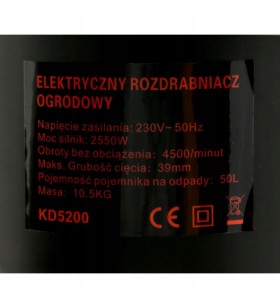 ELEKTRYCZNY ROZDRABNIACZ
OGRODOWY
Napięcie zasilania: 230V~ 50Hz
Moc silnik: 2550W
Obroty bez obciążenia: 4500/minut
Maks. Grubość cięcia: 39mm
Pojemność pojemnika na odpady: 50L
Masa: 10.5KG
KD5200 CE